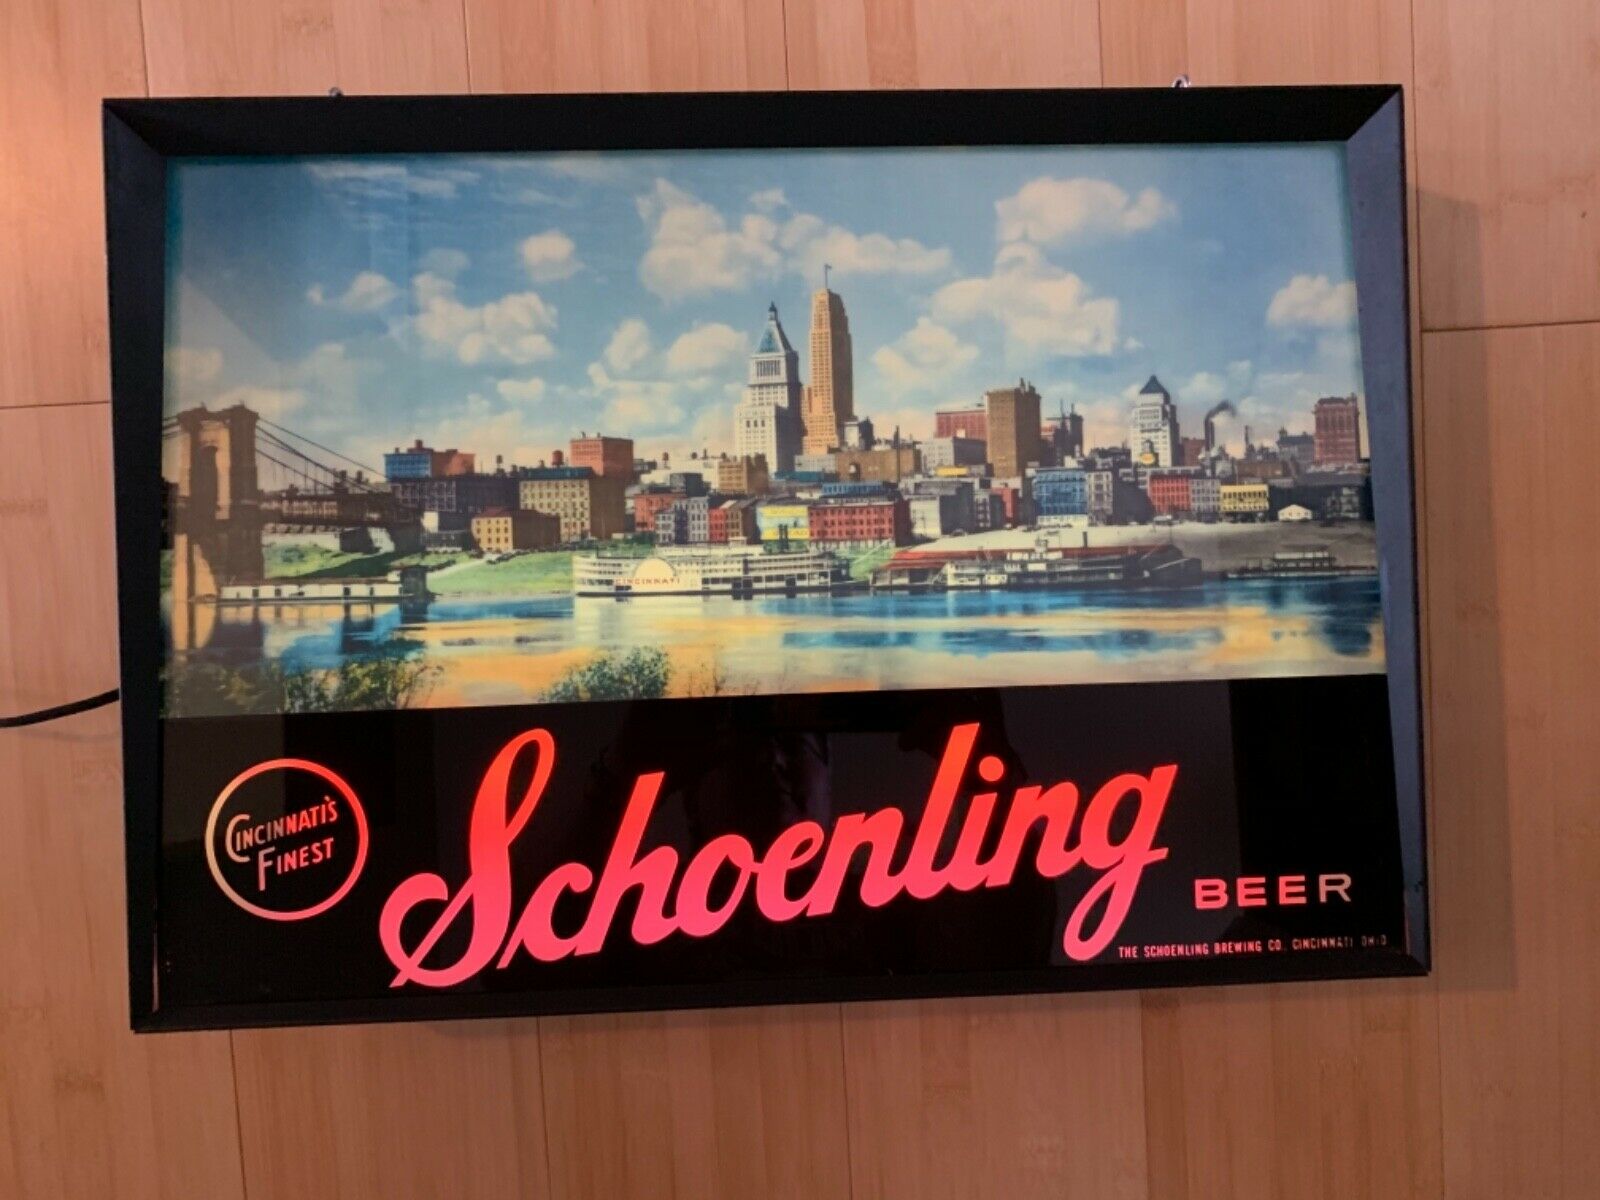 CINCINNATI
CINCINNATI'S
FINEST
Schoenling
BEER
THE SCHOENLING BREWING CO. CINCINNATI OHIO